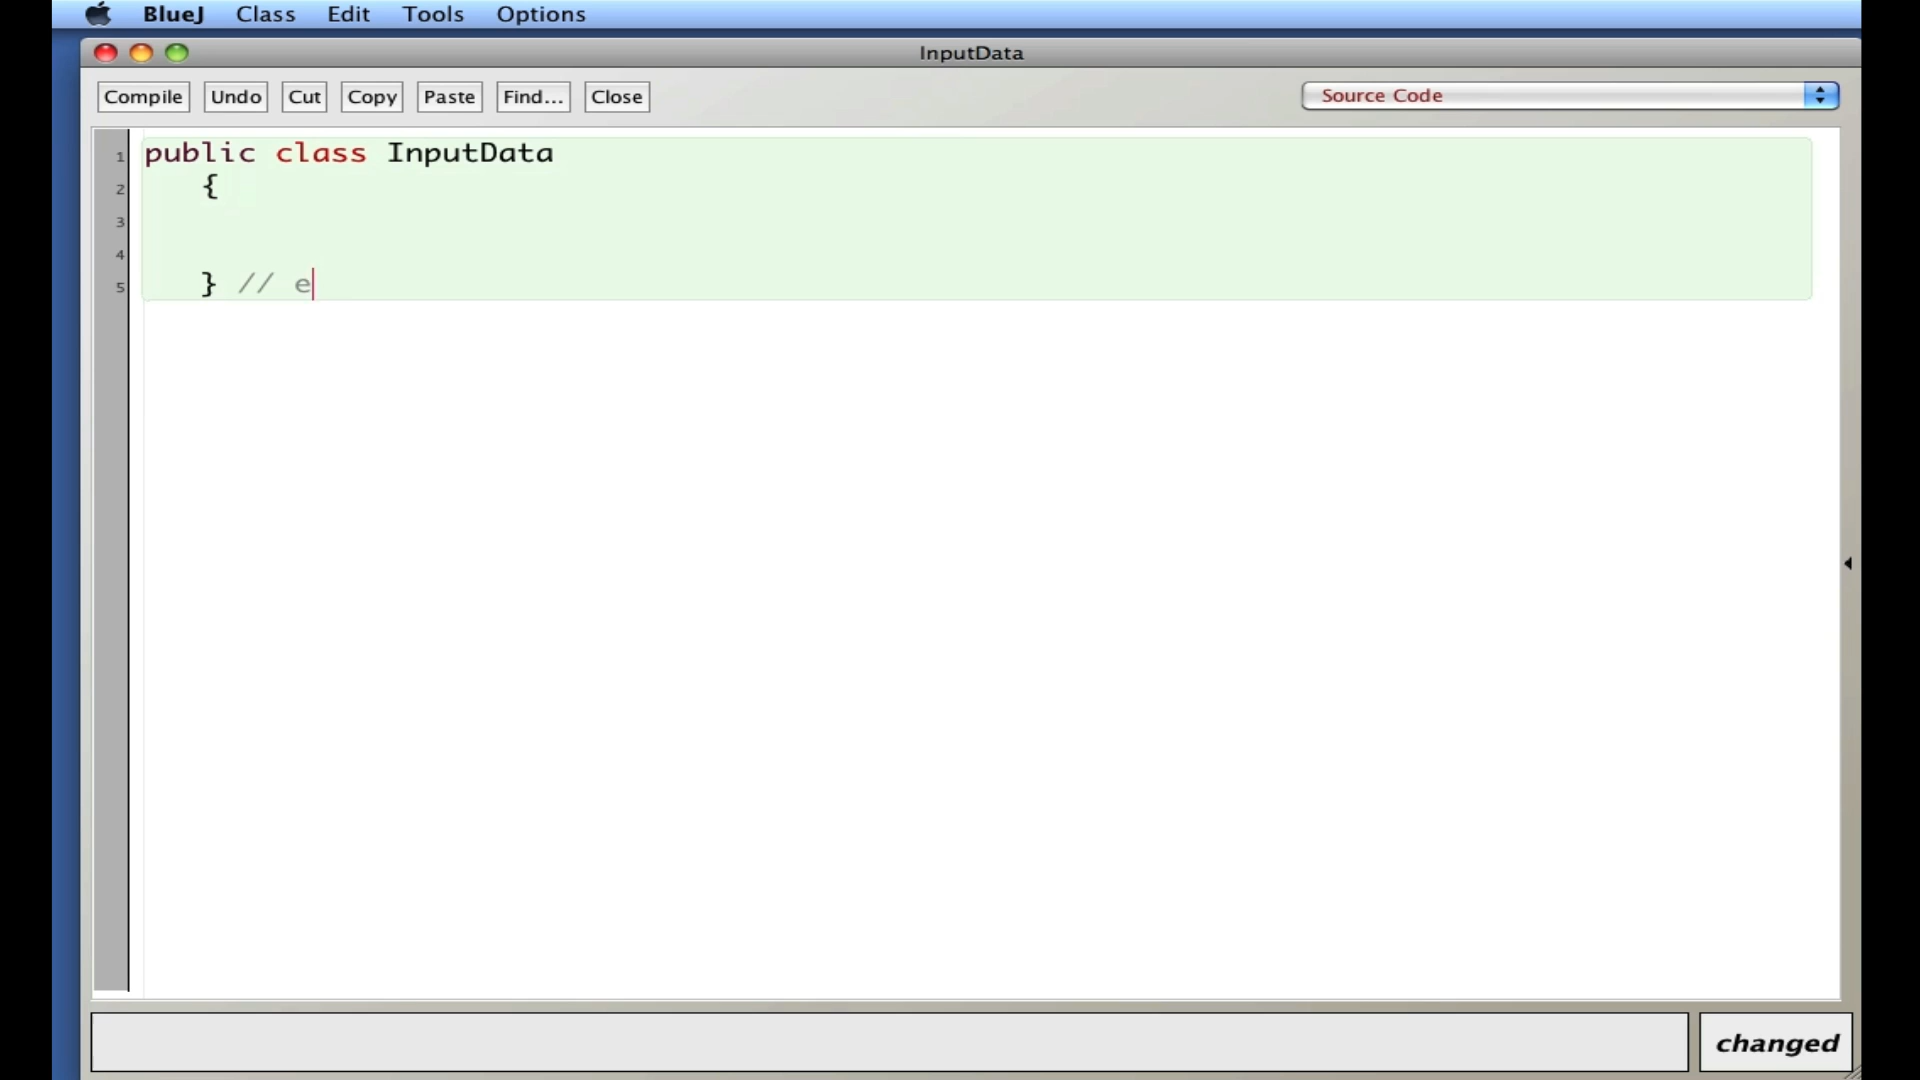 BlueJ Class Edit Tools Options
InputData
Compile Undo Cut Copy Paste Find... Close Source Code
1 public class InputData
2 {
3
4
5 } // e
changed